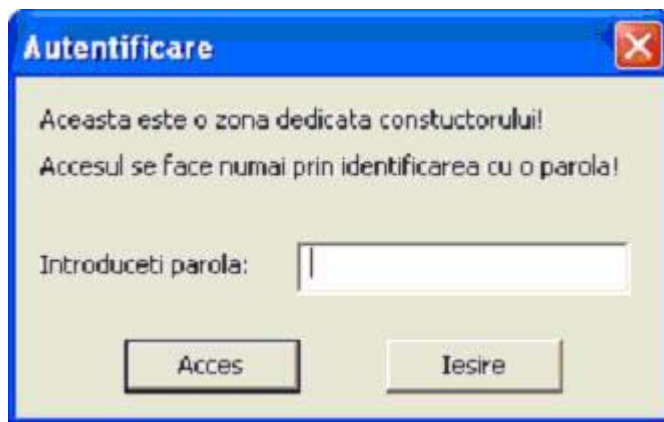 Autentificare
Aceasta este o zona dedicata constuctorului!
Accesul se face numai prin identificarea cu o parola!
Introduceti parola:
Acces Iesire